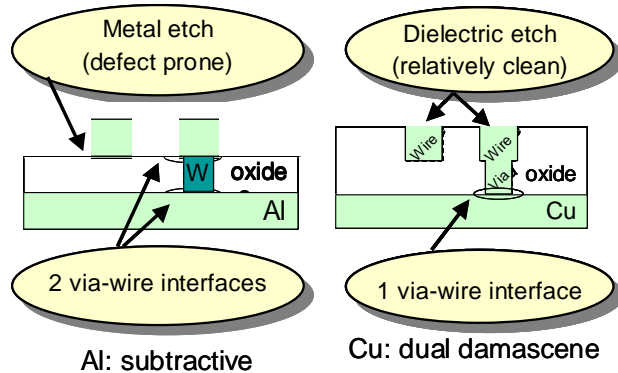 Metal etch
(defect prone)
W
oxide
Al
2 via-wire interfaces
Al: subtractive
Dielectric etch
(relatively clean)
Wire
Wire
Via
oxide
Cu
1 via-wire interface
Cu: dual damascene